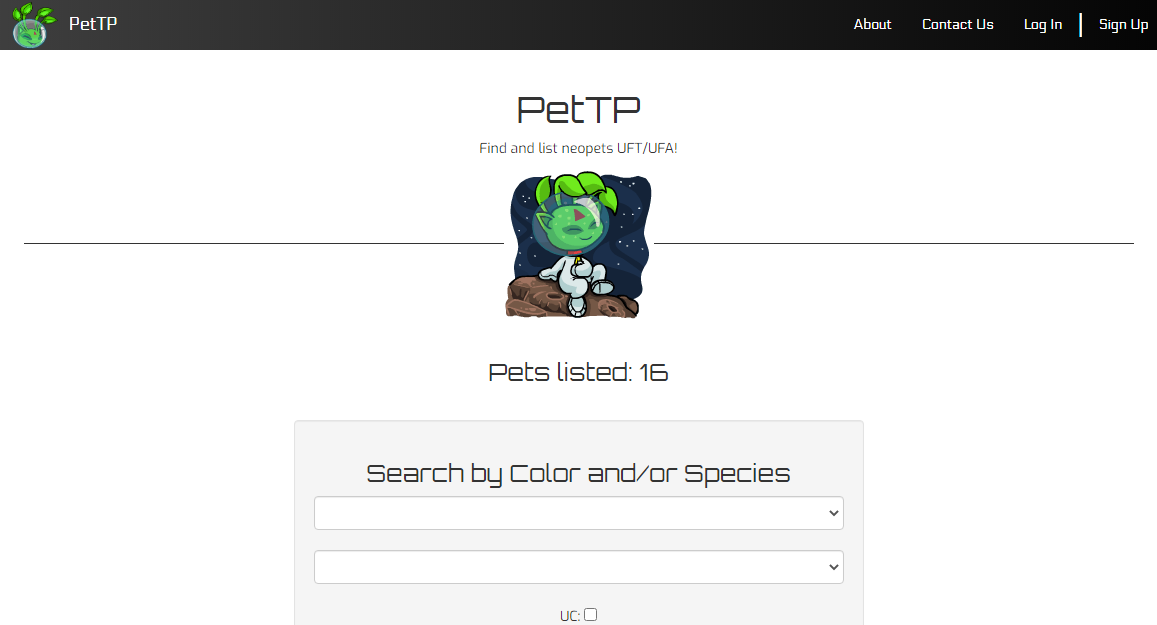 PetTP
About
Contact Us
Log In
Sign Up
PetTP
Find and list neopets UFT/UFA!
Pets listed: 16
Search by Color and/or Species
UC: